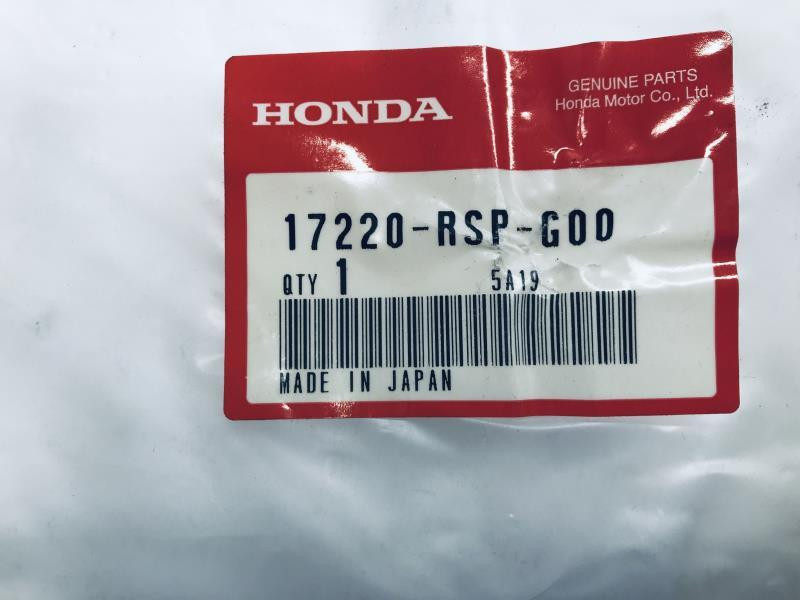 HONDA
GENUINE PARTS
Honda Motor Co., Ltd.
17220-RSP-G00
QTY 1 5A19
MADE IN JAPAN